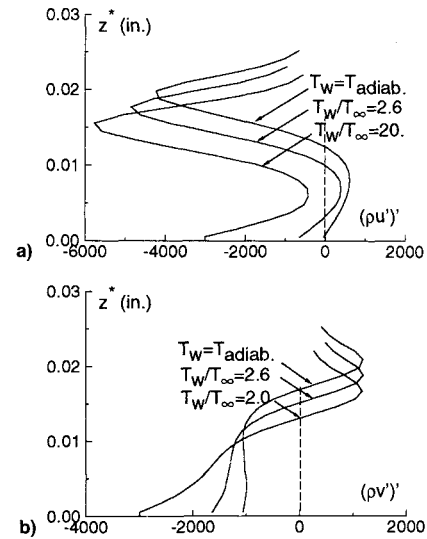 0.03
z* (in.)
0.02
0.01
0.00
T_W=T_adiab.
T_W/T_∞=2.6
T_W/T_∞=20.
(ρu')'
a)
-6000 -4000 -2000 0 2000
0.03
z* (in.)
0.02
0.01
0.00
T_W=T_adiab.
T_W/T_∞=2.6
T_W/T_∞=2.0
(ρv')'
b)
-4000 -2000 0 2000